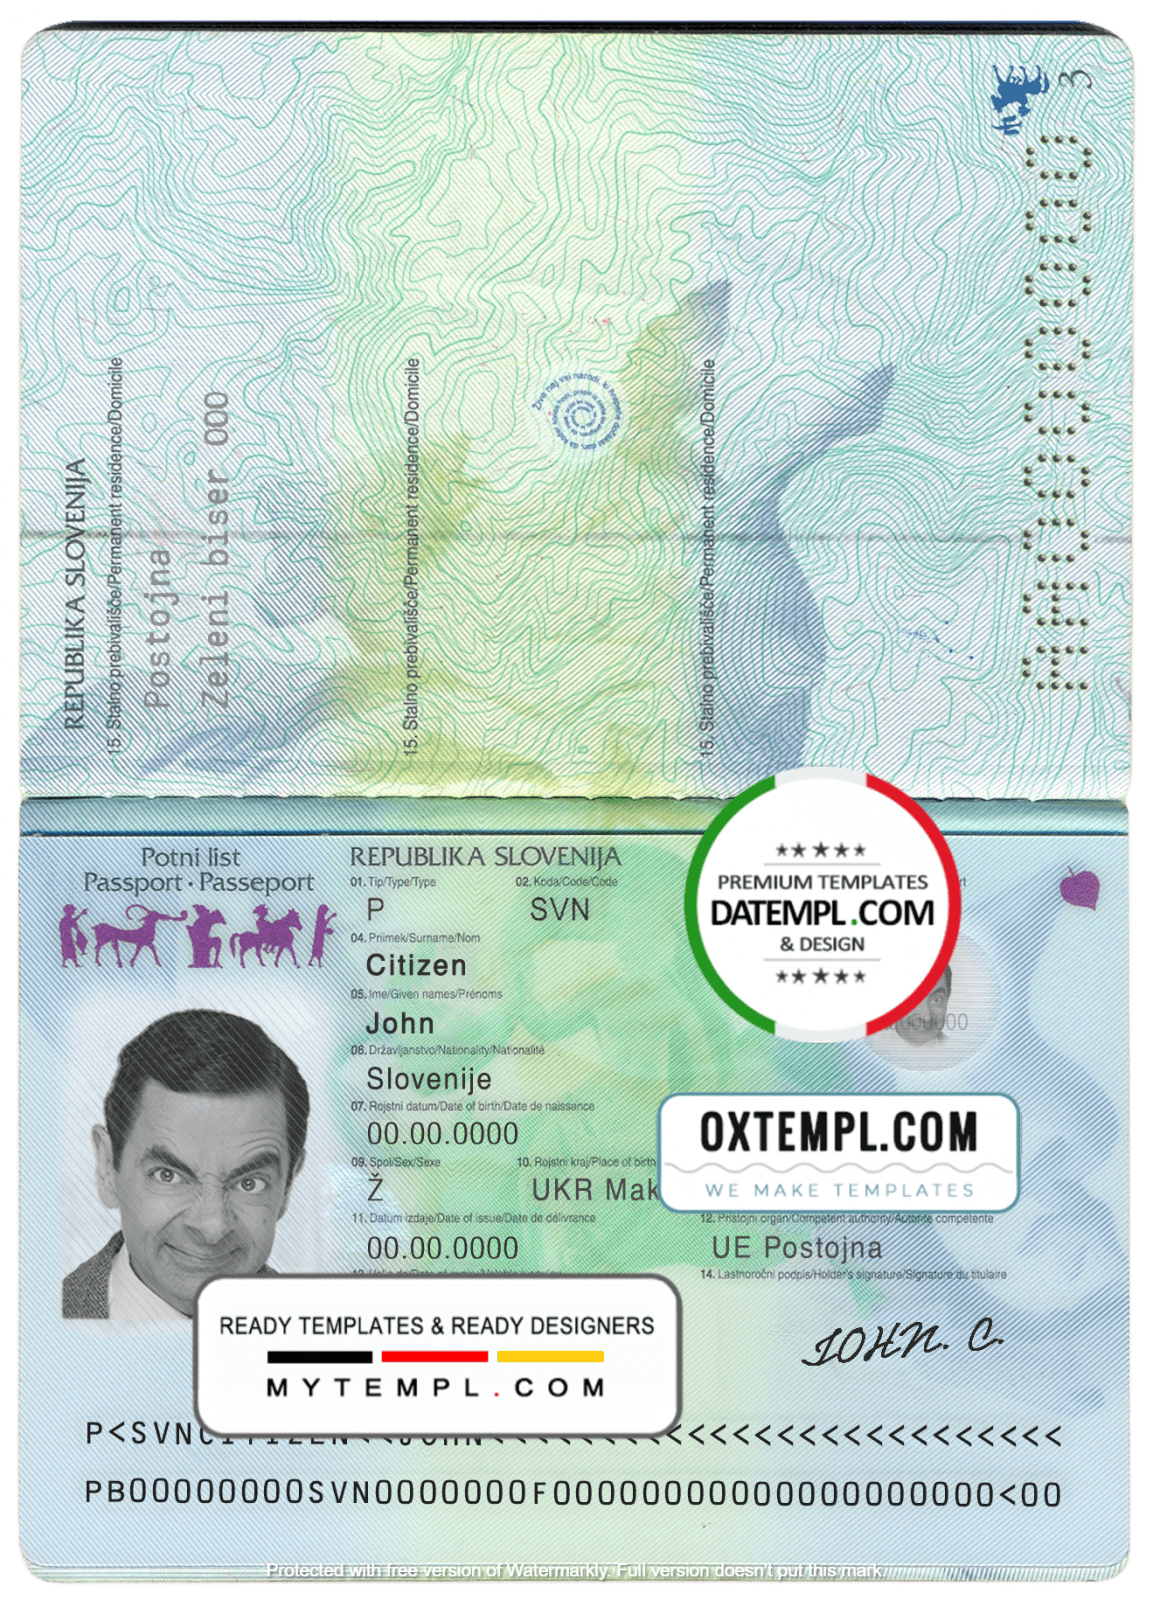 3
REPUBLIKA SLOVENIJA
15. Stalno prebivališče/Permanent residence/Domicile
Postojna
Zeleni biser 000
15. Stalno prebivališče/Permanent residence/Domicile
15. Stalno prebivališče/Permanent residence/Domicile
Potni list
Passport · Passeport
REPUBLIKA SLOVENIJA
01. Tip/Type/Type
02. Koda/Code/Code
P
SVN
04. Priimek/Surname/Nom
Citizen
05. Ime/Given names/Prénoms
John
06. Državljanstvo/Nationality/Nationalité
Slovenije
07. Rojstni datum/Date of birth/Date de naissance
00.00.0000
09. Spol/Sex/Sexe
10. Rojstni kraj/Place of birth
Ž
UKR Mak
11. Datum izdaje/Date of issue/Date de délivrance
12. Pristojni organ/Competent authority/Autorité compétente
00.00.0000
UE Postojna
14. Lastnoročni podpis/Holder's signature/Signature du titulaire
JOHN. C.
PREMIUM TEMPLATES
DATEMPL.COM
& DESIGN
OXTEMPL.COM
WE MAKE TEMPLATES
READY TEMPLATES & READY DESIGNERS
MYTEMPL.COM
P<SVNCITIZEN<<JOHN<<<<<<<<<<<<<<<<<<<<<<<<<<
PB00000000SVN0000000F00000000000000000000<00
Protected with free version of Watermarkly. Full version doesn't put this mark.